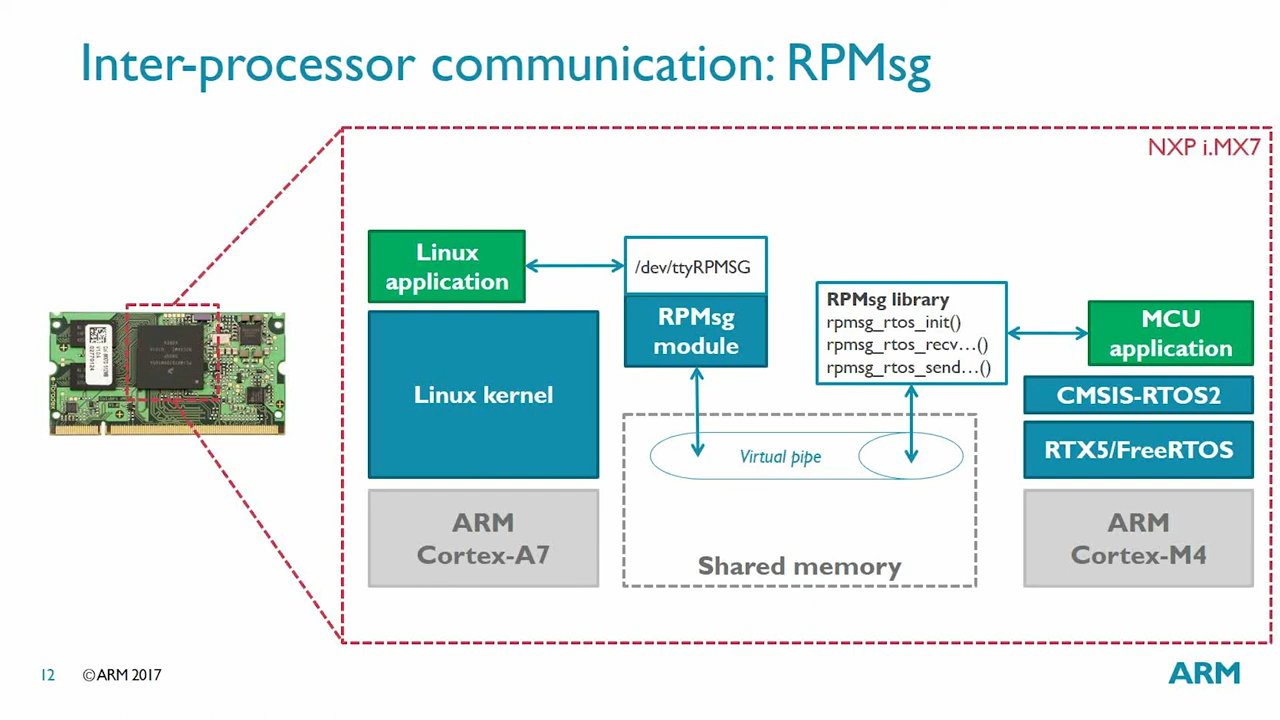 Inter-processor communication: RPMsg
NXP i.MX7
Linux
application
/dev/ttyRPMSG
RPMsg
module
Linux kernel
ARM
Cortex-A7
RPMsg library
rpmsg_rtos_init()
rpmsg_rtos_recv…()
rpmsg_rtos_send…()
Virtual pipe
Shared memory
MCU
application
CMSIS-RTOS2
RTX5/FreeRTOS
ARM
Cortex-M4
12
©ARM 2017
ARM